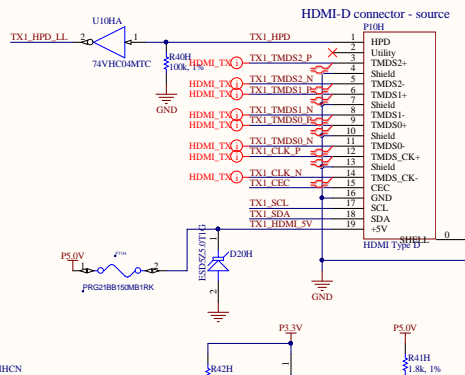 HDMI-D connector - source
U10HA
P10H
TX1_HPD_LL
2
1
TX1_HPD
1
HPD
2
Utility
74VHC04MTC
R40H
100k, 1%
HDMI_TX
TX1_TMDS2_P
3
TMDS2+
4
Shield
HDMI_TX
TX1_TMDS2_N
5
TMDS2-
HDMI_TX
TX1_TMDS1_P
6
TMDS1+
7
Shield
GND
HDMI_TX
TX1_TMDS1_N
8
TMDS1-
HDMI_TX
TX1_TMDS0_P
9
TMDS0+
10
Shield
HDMI_TX
TX1_TMDS0_N
11
TMDS0-
HDMI_TX
TX1_CLK_P
12
TMDS_CK+
13
Shield
HDMI_TX
TX1_CLK_N
14
TMDS_CK-
TX1_CEC
15
CEC
16
GND
TX1_SCL
17
SCL
TX1_SDA
18
SDA
TX1_HDMI_5V
19
+5V
SHELL
0
HDMI Type D
P5.0V
1
2
PRG21BB150MB1RK
ESD5Z5.0T1G
1
D20H
2
GND
P3.3V
P5.0V
R42H
1
R41H
1.8k, 1%
HHCN